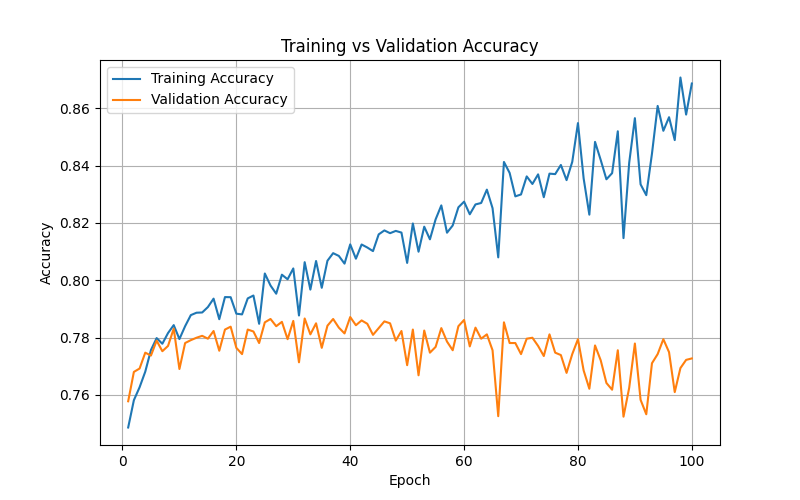 Training vs Validation Accuracy
Training Accuracy
Validation Accuracy
0.86
0.84
0.82
0.80
0.78
0.76
Accuracy
0 20 40 60 80 100
Epoch